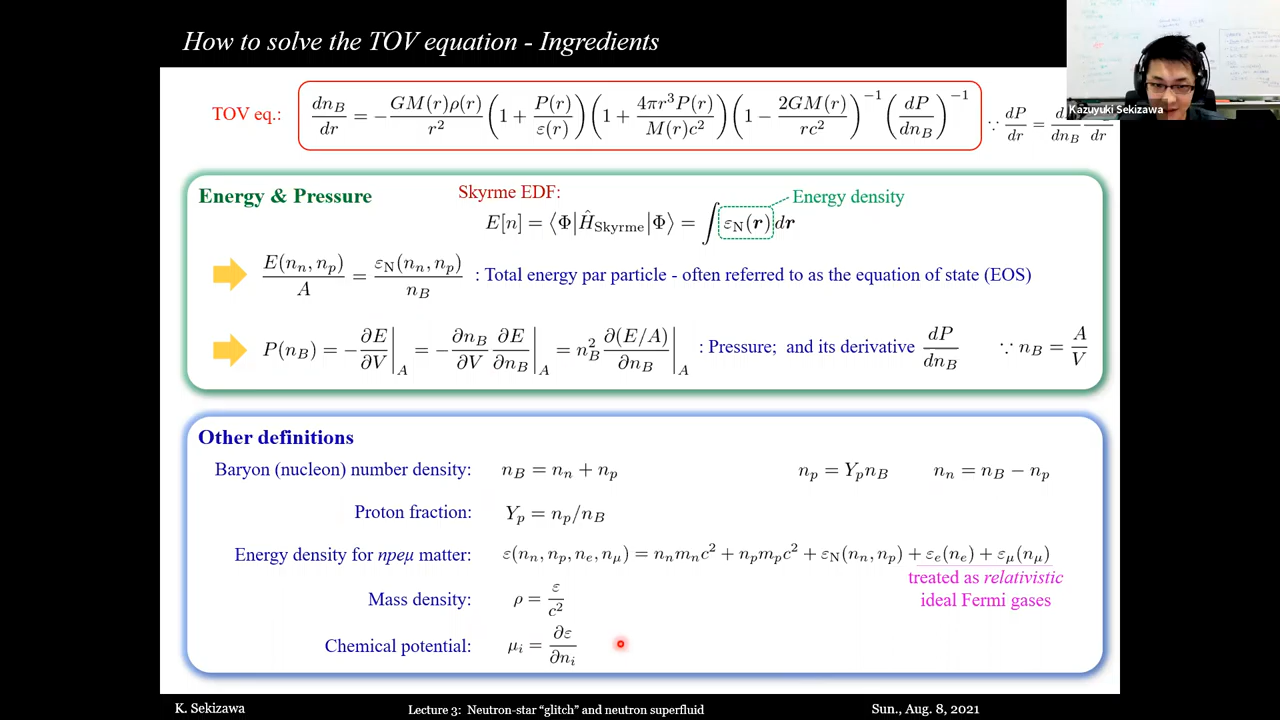 How to solve the TOV equation - Ingredients
Kazuyuki Sekizawa
TOV eq.: dn_B/dr = −GM(r)ρ(r)/r² (1 + P(r)/ε(r)) (1 + 4πr³P(r)/M(r)c²) (1 − 2GM(r)/rc²)⁻¹ (dP/dn_B)⁻¹ ∵ dP/dr =
Energy & Pressure
Skyrme EDF:
Energy density
E[n] = ⟨Φ|Ĥ_Skyrme|Φ⟩ = ∫ ε_N(r) dr
E(n_n, n_p)/A = ε_N(n_n, n_p)/n_B : Total energy par particle - often referred to as the equation of state (EOS)
P(n_B) = −∂E/∂V|_A = −∂n_B/∂V ∂E/∂n_B|_A = n_B² ∂(E/A)/∂n_B|_A : Pressure; and its derivative dP/dn_B ∵ n_B = A/V
Other definitions
Baryon (nucleon) number density: n_B = n_n + n_p n_p = Y_p n_B n_n = n_B − n_p
Proton fraction: Y_p = n_p/n_B
Energy density for npeμ matter: ε(n_n, n_p, n_e, n_μ) = n_n m_n c² + n_p m_p c² + ε_N(n_n, n_p) + ε_e(n_e) + ε_μ(n_μ)
treated as relativistic
ideal Fermi gases
Mass density: ρ = ε/c²
Chemical potential: μ_i = ∂ε/∂n_i
K. Sekizawa
Lecture 3: Neutron-star “glitch” and neutron superfluid
Sun., Aug. 8, 2021